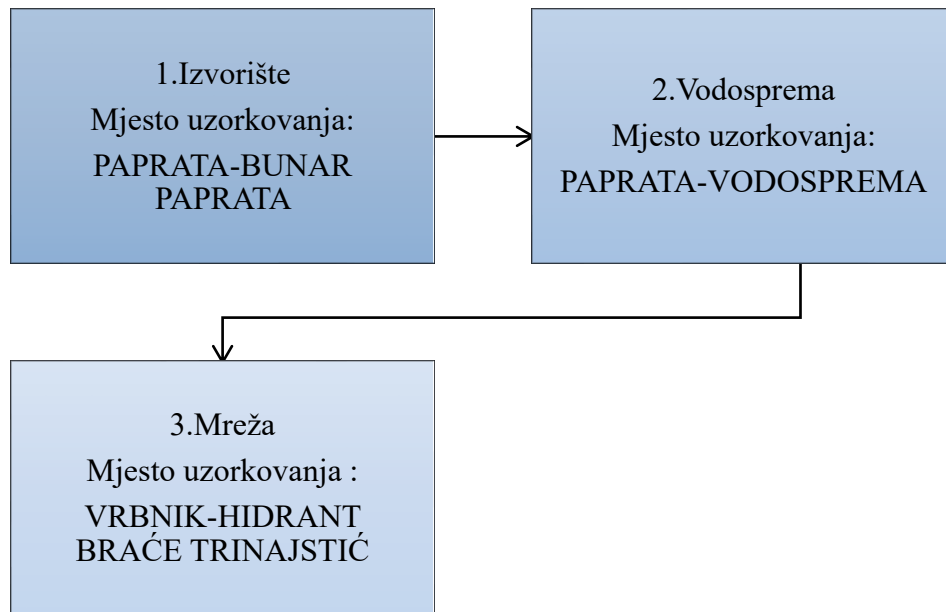 1.Izvorište
Mjesto uzorkovanja:
PAPRATA-BUNAR
PAPRATA
2.Vodosprema
Mjesto uzorkovanja:
PAPRATA-VODOSPREMA
3.Mreža
Mjesto uzorkovanja :
VRBNIK-HIDRANT
BRAĆE TRINAJSTIĆ